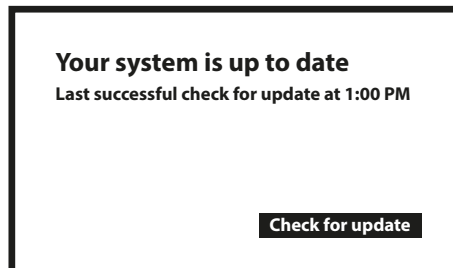 Your system is up to date
Last successful check for update at 1:00 PM
Check for update